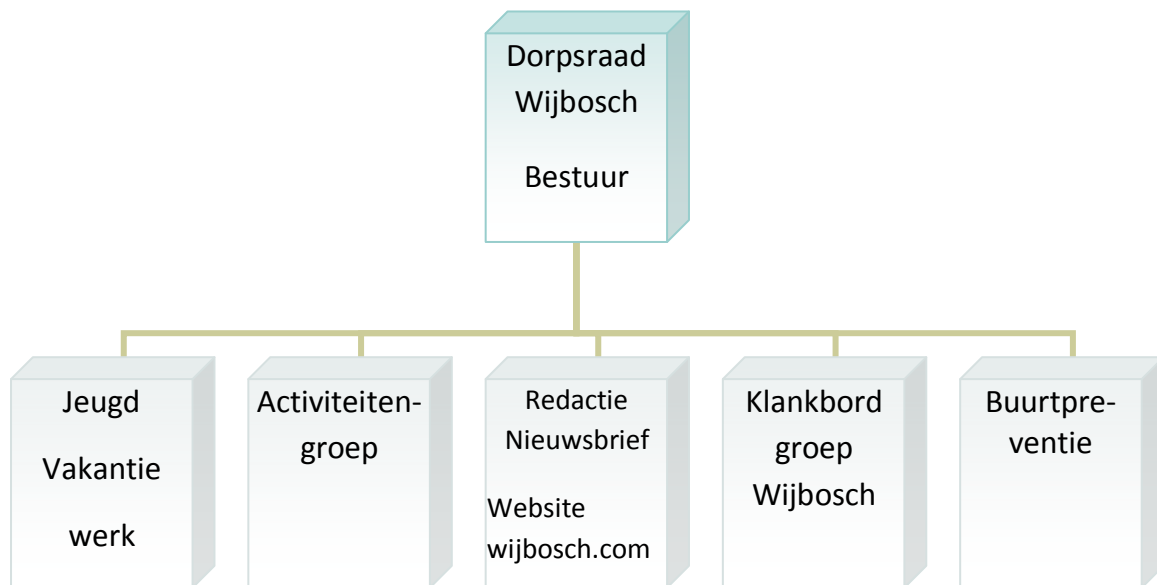 Dorpsraad
Wijbosch
Bestuur
Jeugd
Vakantie
werk
Activiteiten-
groep
Redactie
Nieuwsbrief
Website
wijbosch.com
Klankbord
groep
Wijbosch
Buurtpre-
ventie